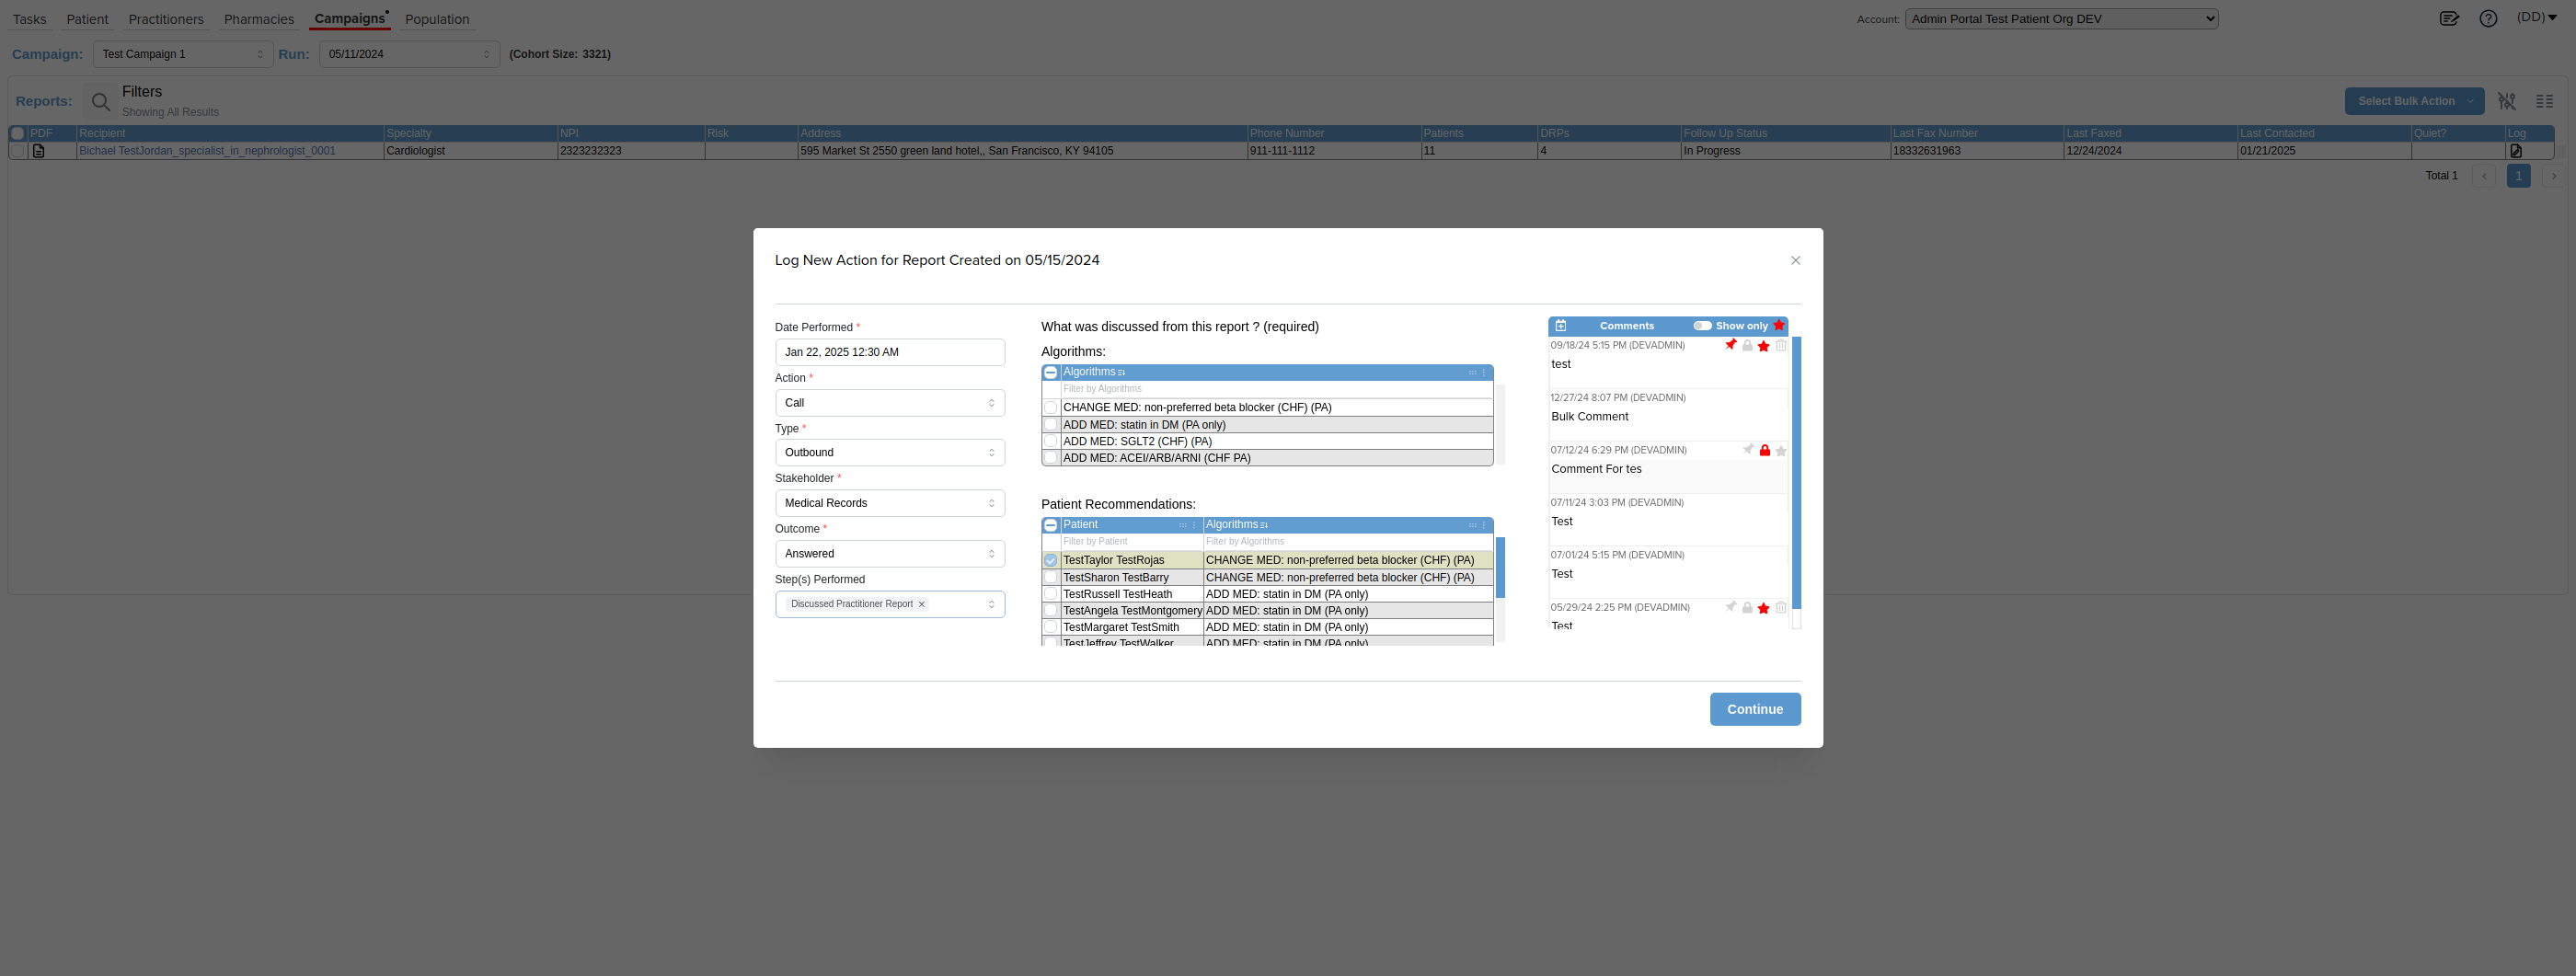 Tasks Patient Practitioners Pharmacies Campaigns Population Account: Admin Portal Test Patient Org DEV (DD)
Campaign: Test Campaign 1 Run: 05/11/2024 (Cohort Size: 3321)
Reports: Filters
Showing All Results
Select Bulk Action
PDF Recipient Specialty NPI Risk Address Phone Number Patients DRPs Follow Up Status Last Fax Number Last Faxed Last Contacted Quiet? Log
Bichael TestJordan_specialist_in_nephrologist_0001 Cardiologist 2323232323 595 Market St 2550 green land hotel,, San Francisco, KY 94105 911-111-1112 11 4 In Progress 18332631963 12/24/2024 01/21/2025
Total 1 1
Log New Action for Report Created on 05/15/2024
Date Performed *
Jan 22, 2025 12:30 AM
Action *
Call
Type *
Outbound
Stakeholder *
Medical Records
Outcome *
Answered
Step(s) Performed
Discussed Practitioner Report
What was discussed from this report ? (required)
Algorithms:
Algorithms
Filter by Algorithms
CHANGE MED: non-preferred beta blocker (CHF) (PA)
ADD MED: statin in DM (PA only)
ADD MED: SGLT2 (CHF) (PA)
ADD MED: ACEI/ARB/ARNI (CHF PA)
Patient Recommendations:
Patient Algorithms
Filter by Patient Filter by Algorithms
TestTaylor TestRojas CHANGE MED: non-preferred beta blocker (CHF) (PA)
TestSharon TestBarry CHANGE MED: non-preferred beta blocker (CHF) (PA)
TestRussell TestHeath ADD MED: statin in DM (PA only)
TestAngela TestMontgomery ADD MED: statin in DM (PA only)
TestMargaret TestSmith ADD MED: statin in DM (PA only)
TestJeffrey TestWalker ADD MED: statin in DM (PA only)
Comments Show only
09/18/24 5:15 PM (DEVADMIN)
test
12/27/24 8:07 PM (DEVADMIN)
Bulk Comment
07/12/24 6:29 PM (DEVADMIN)
Comment For tes
07/11/24 3:03 PM (DEVADMIN)
Test
07/01/24 5:15 PM (DEVADMIN)
Test
05/29/24 2:25 PM (DEVADMIN)
Test
Continue